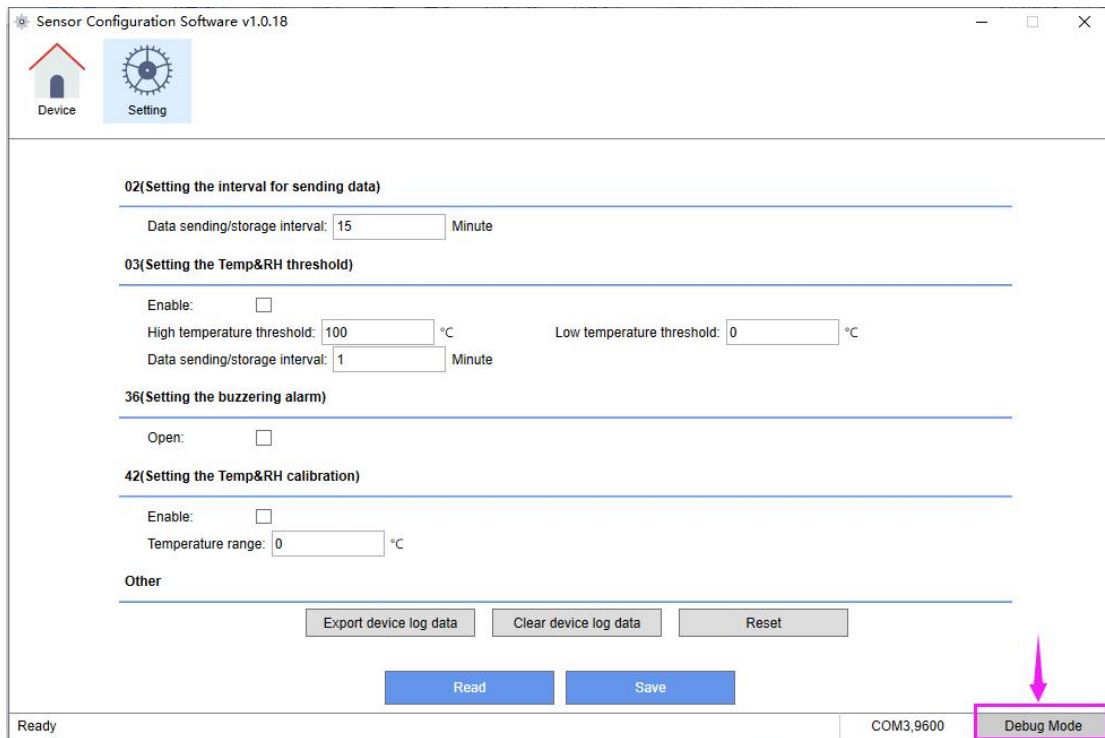 Sensor Configuration Software v1.0.18
Device
Setting
02(Setting the interval for sending data)
Data sending/storage interval: 15 Minute
03(Setting the Temp&RH threshold)
Enable:
High temperature threshold: 100 °C Low temperature threshold: 0 °C
Data sending/storage interval: 1 Minute
36(Setting the buzzering alarm)
Open:
42(Setting the Temp&RH calibration)
Enable:
Temperature range: 0 °C
Other
Export device log data Clear device log data Reset
Read Save
Ready COM3,9600 Debug Mode